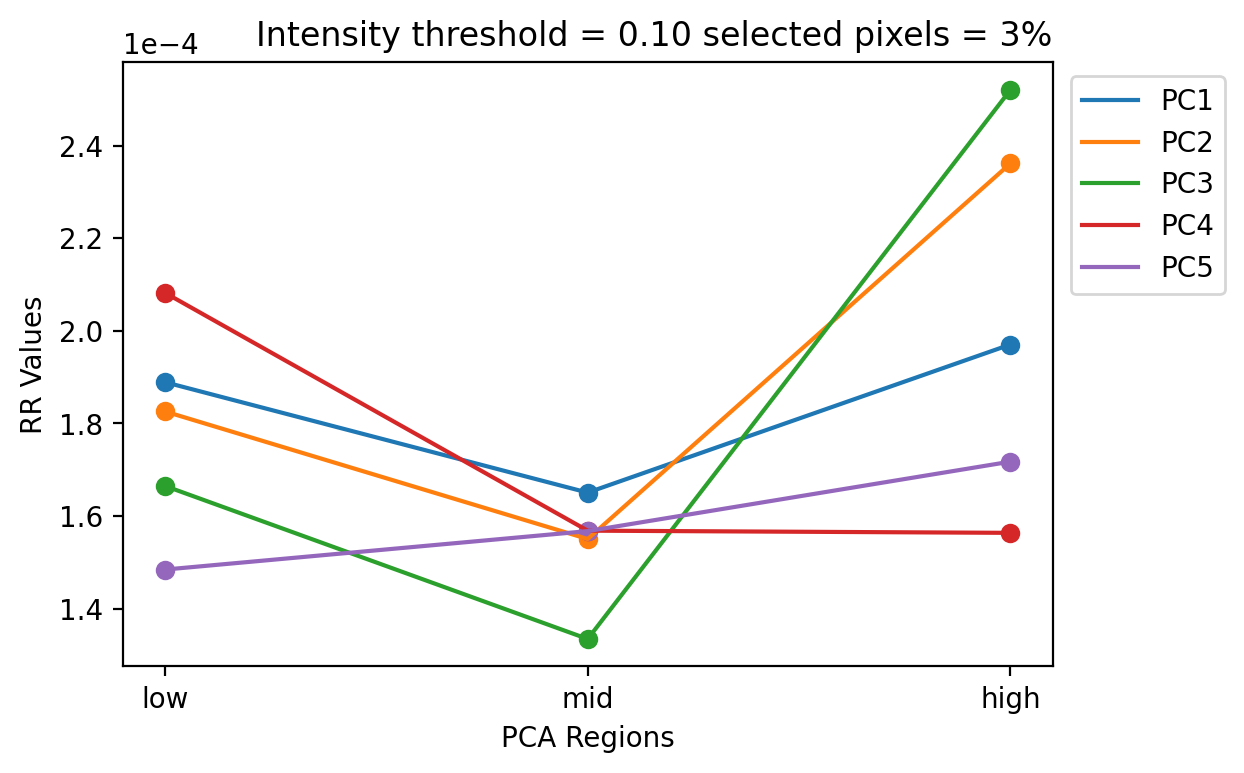 Intensity threshold = 0.10 selected pixels = 3%
1e−4
2.4
2.2
2.0
1.8
1.6
1.4
RR Values
low
mid
high
PCA Regions
PC1
PC2
PC3
PC4
PC5